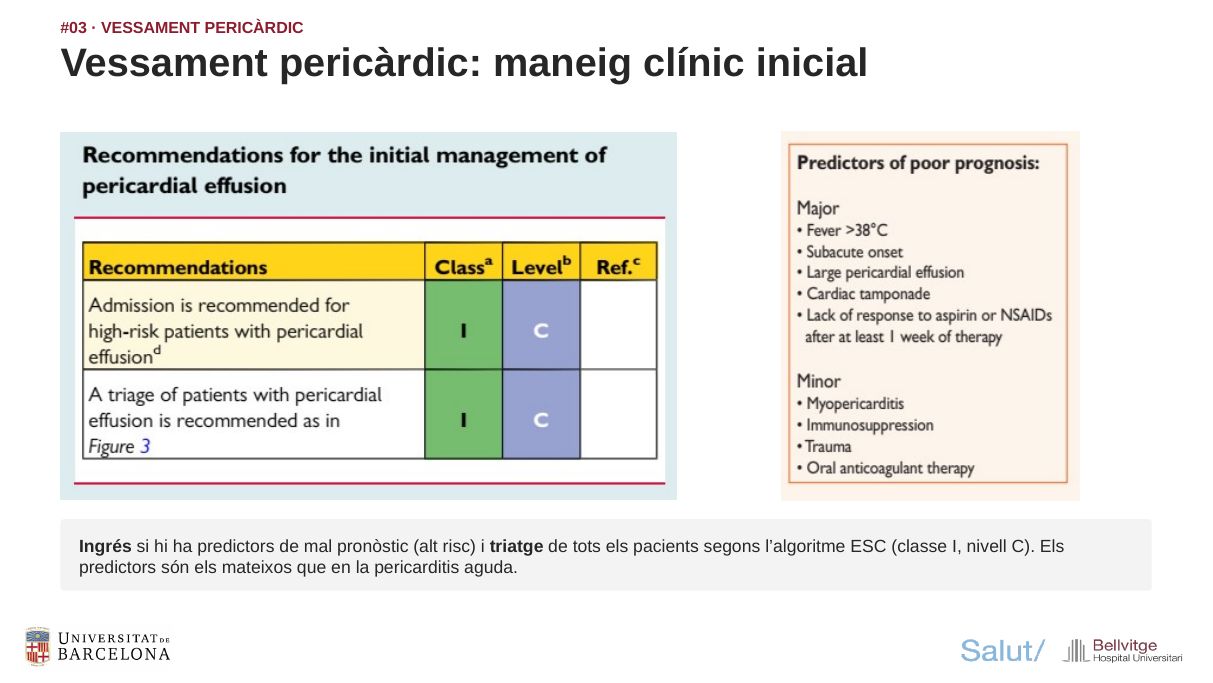 #03 · VESSAMENT PERICÀRDIC
Vessament pericàrdic: maneig clínic inicial
Recommendations for the initial management of
pericardial effusion
Recommendations Classᵃ Levelᵇ Ref.ᶜ
Admission is recommended for
high-risk patients with pericardial
effusionᵈ
I C
A triage of patients with pericardial
effusion is recommended as in
Figure 3
I C
Predictors of poor prognosis:
Major
• Fever >38°C
• Subacute onset
• Large pericardial effusion
• Cardiac tamponade
• Lack of response to aspirin or NSAIDs
after at least 1 week of therapy
Minor
• Myopericarditis
• Immunosuppression
• Trauma
• Oral anticoagulant therapy
Ingrés si hi ha predictors de mal pronòstic (alt risc) i triatge de tots els pacients segons l’algoritme ESC (classe I, nivell C). Els
predictors són els mateixos que en la pericarditis aguda.
UNIVERSITAT DE
BARCELONA
Salut/
Bellvitge
Hospital Universitari